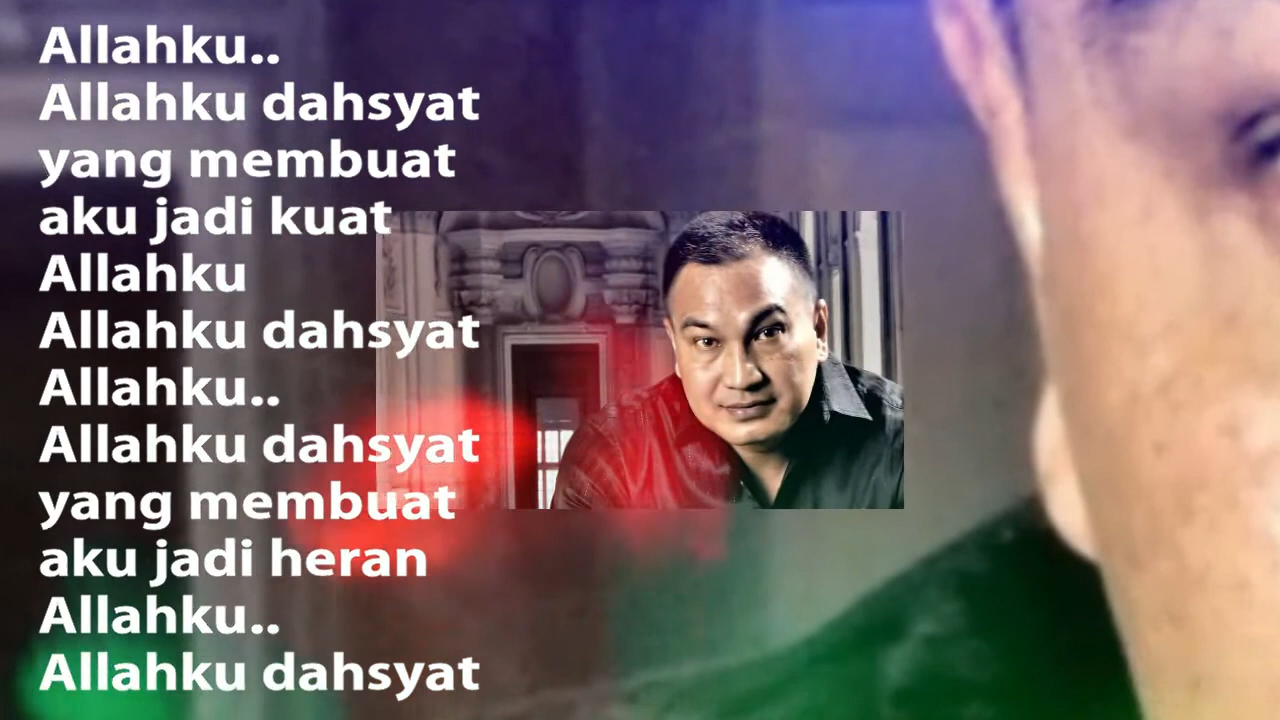 Allahku..
Allahku dahsyat
yang membuat
aku jadi kuat
Allahku
Allahku dahsyat
Allahku..
Allahku dahsyat
yang membuat
aku jadi heran
Allahku..
Allahku dahsyat